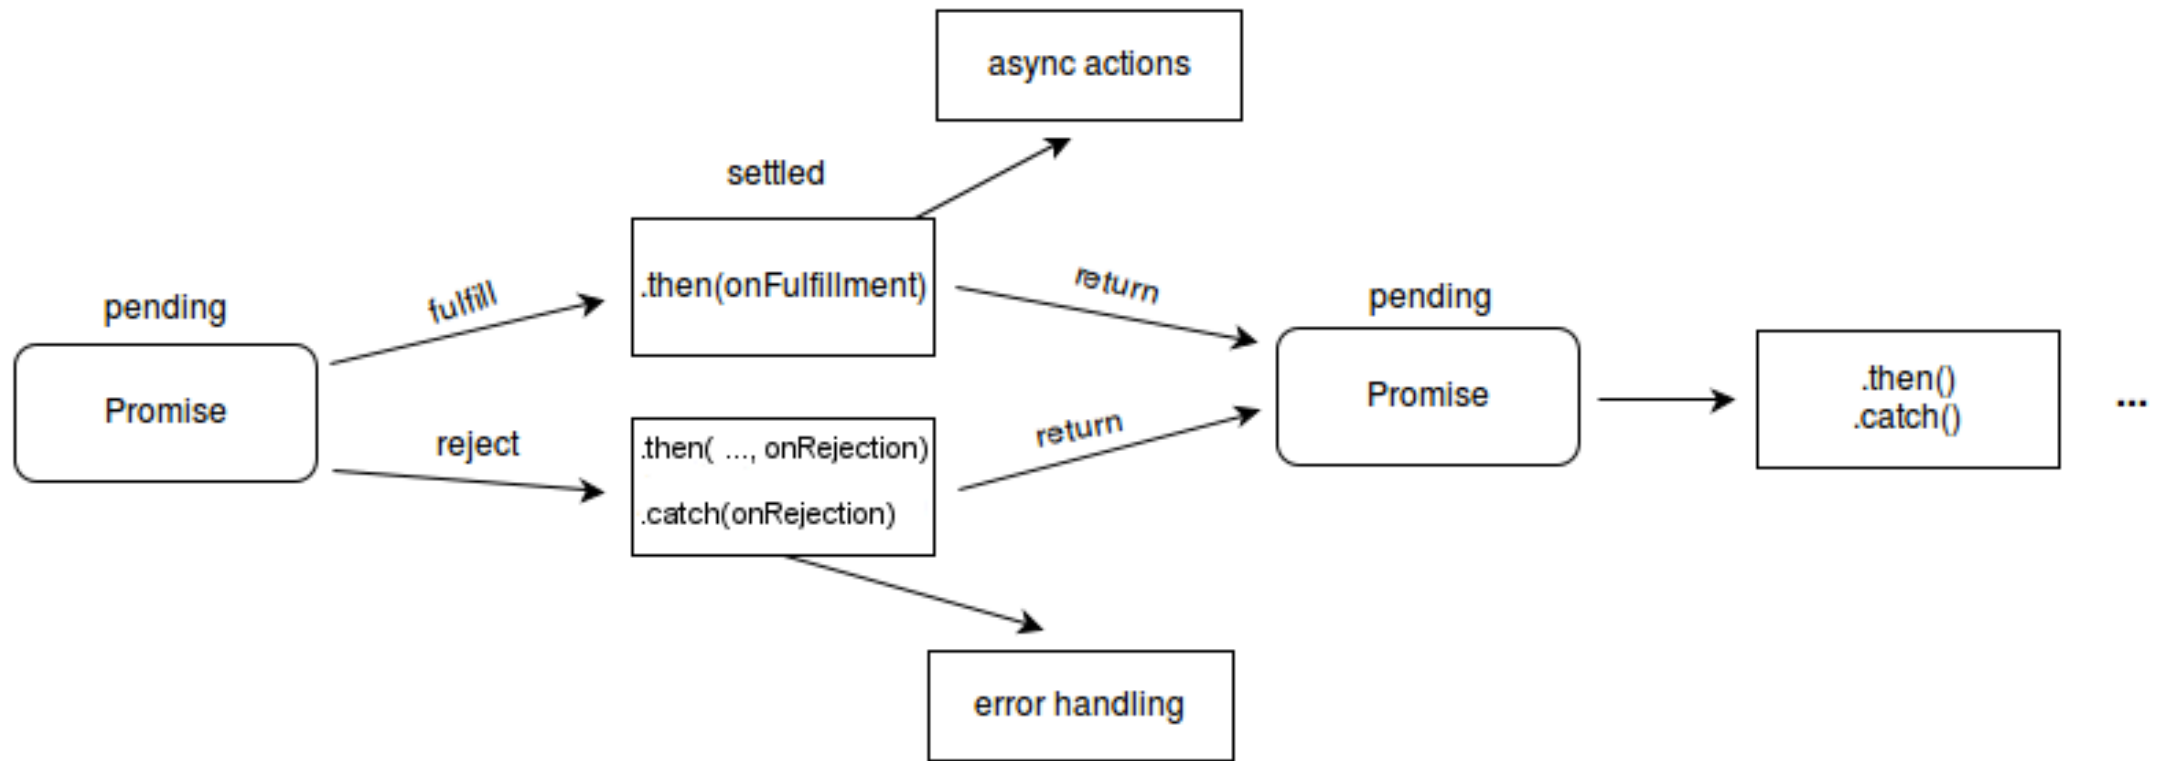 async actions
settled
.then(onFulfillment)
pending
fulfill
return
pending
Promise
reject
.then( ..., onRejection)
.catch(onRejection)
return
Promise
.then()
.catch()
...
error handling